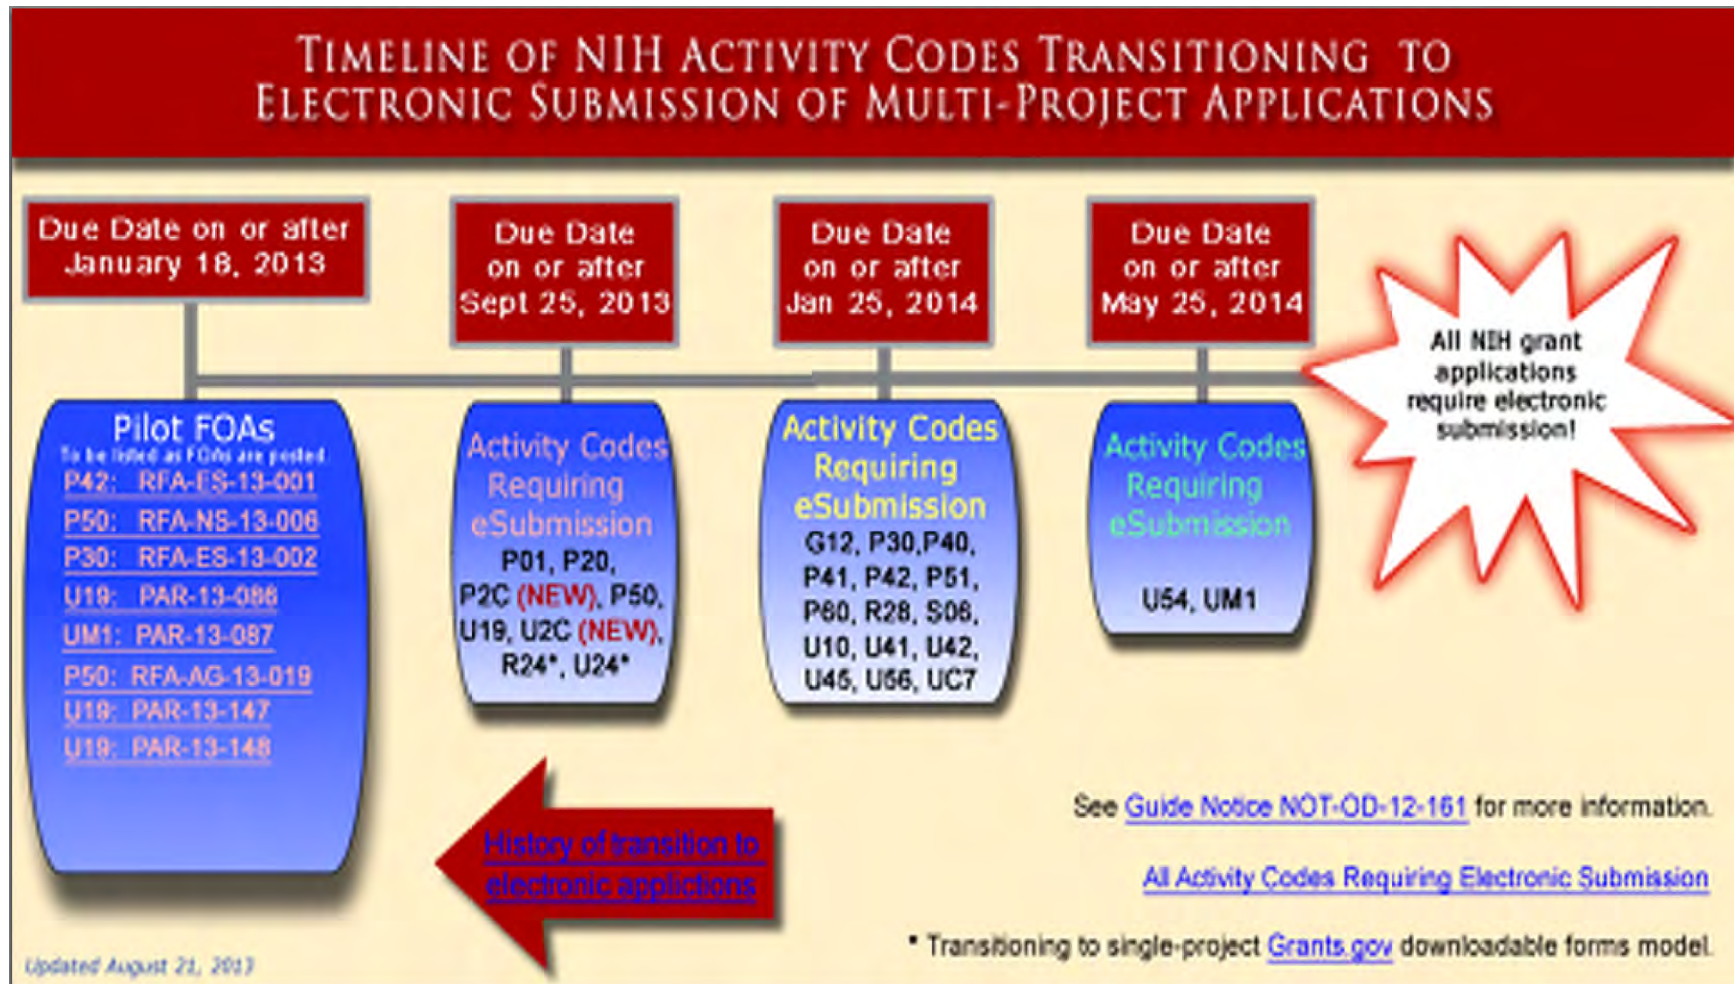 TIMELINE OF NIH ACTIVITY CODES TRANSITIONING TO
ELECTRONIC SUBMISSION OF MULTI-PROJECT APPLICATIONS
Due Date on or after
January 18, 2013
Due Date
on or after
Sept 25, 2013
Due Date
on or after
Jan 25, 2014
Due Date
on or after
May 25, 2014
All NIH grant
applications
require electronic
submission!
Pilot FOAs
To be listed as FOAs are posted
P42: RFA-ES-13-001
P50: RFA-NS-13-006
P30: RFA-ES-13-002
U19: PAR-13-086
UM1: PAR-13-087
P50: RFA-AG-13-019
U19: PAR-13-147
U19: PAR-13-148
Activity Codes
Requiring
eSubmission
P01, P20,
P2C (NEW), P50,
U19, U2C (NEW),
R24*, U24*
Activity Codes
Requiring
eSubmission
G12, P30,P40,
P41, P42, P51,
P60, R28, S06,
U10, U41, U42,
U45, U56, UC7
Activity Codes
Requiring
eSubmission
U54, UM1
History of transition to
electronic applictions
See Guide Notice NOT-OD-12-161 for more information.
All Activity Codes Requiring Electronic Submission
* Transitioning to single-project Grants.gov downloadable forms model.
Updated August 21, 2013